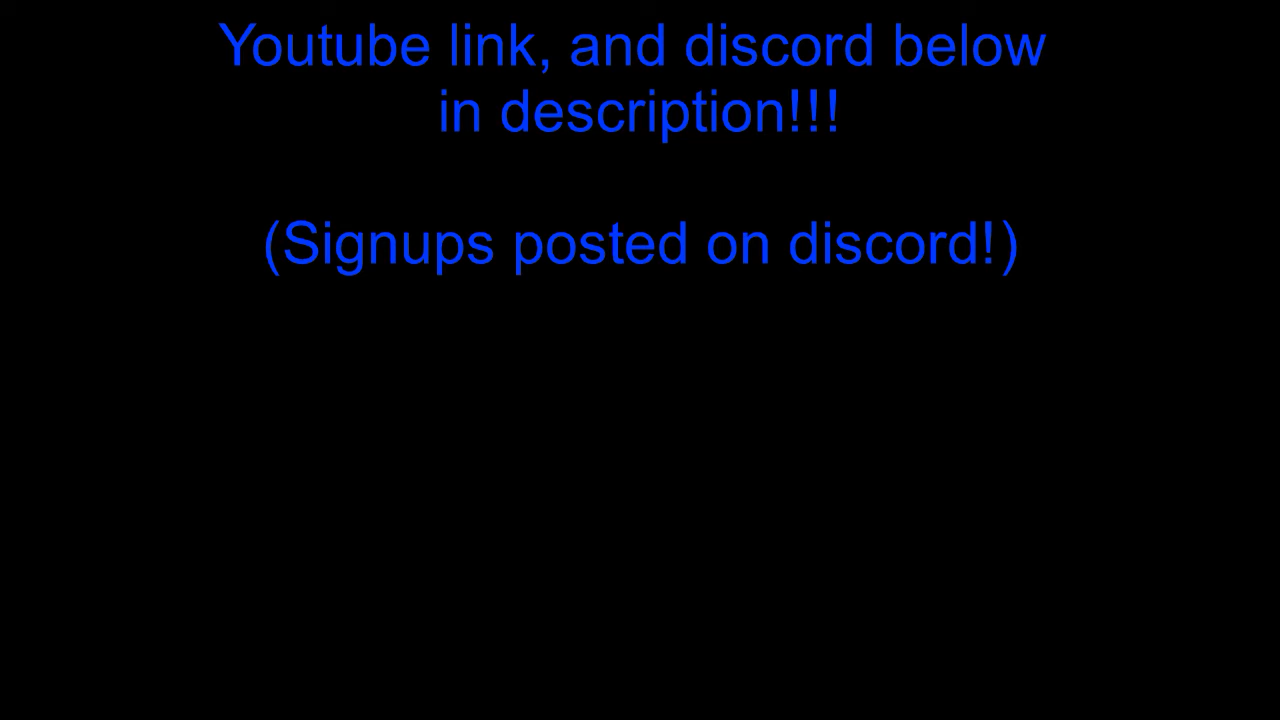 Youtube link, and discord below
in description!!!
(Signups posted on discord!)